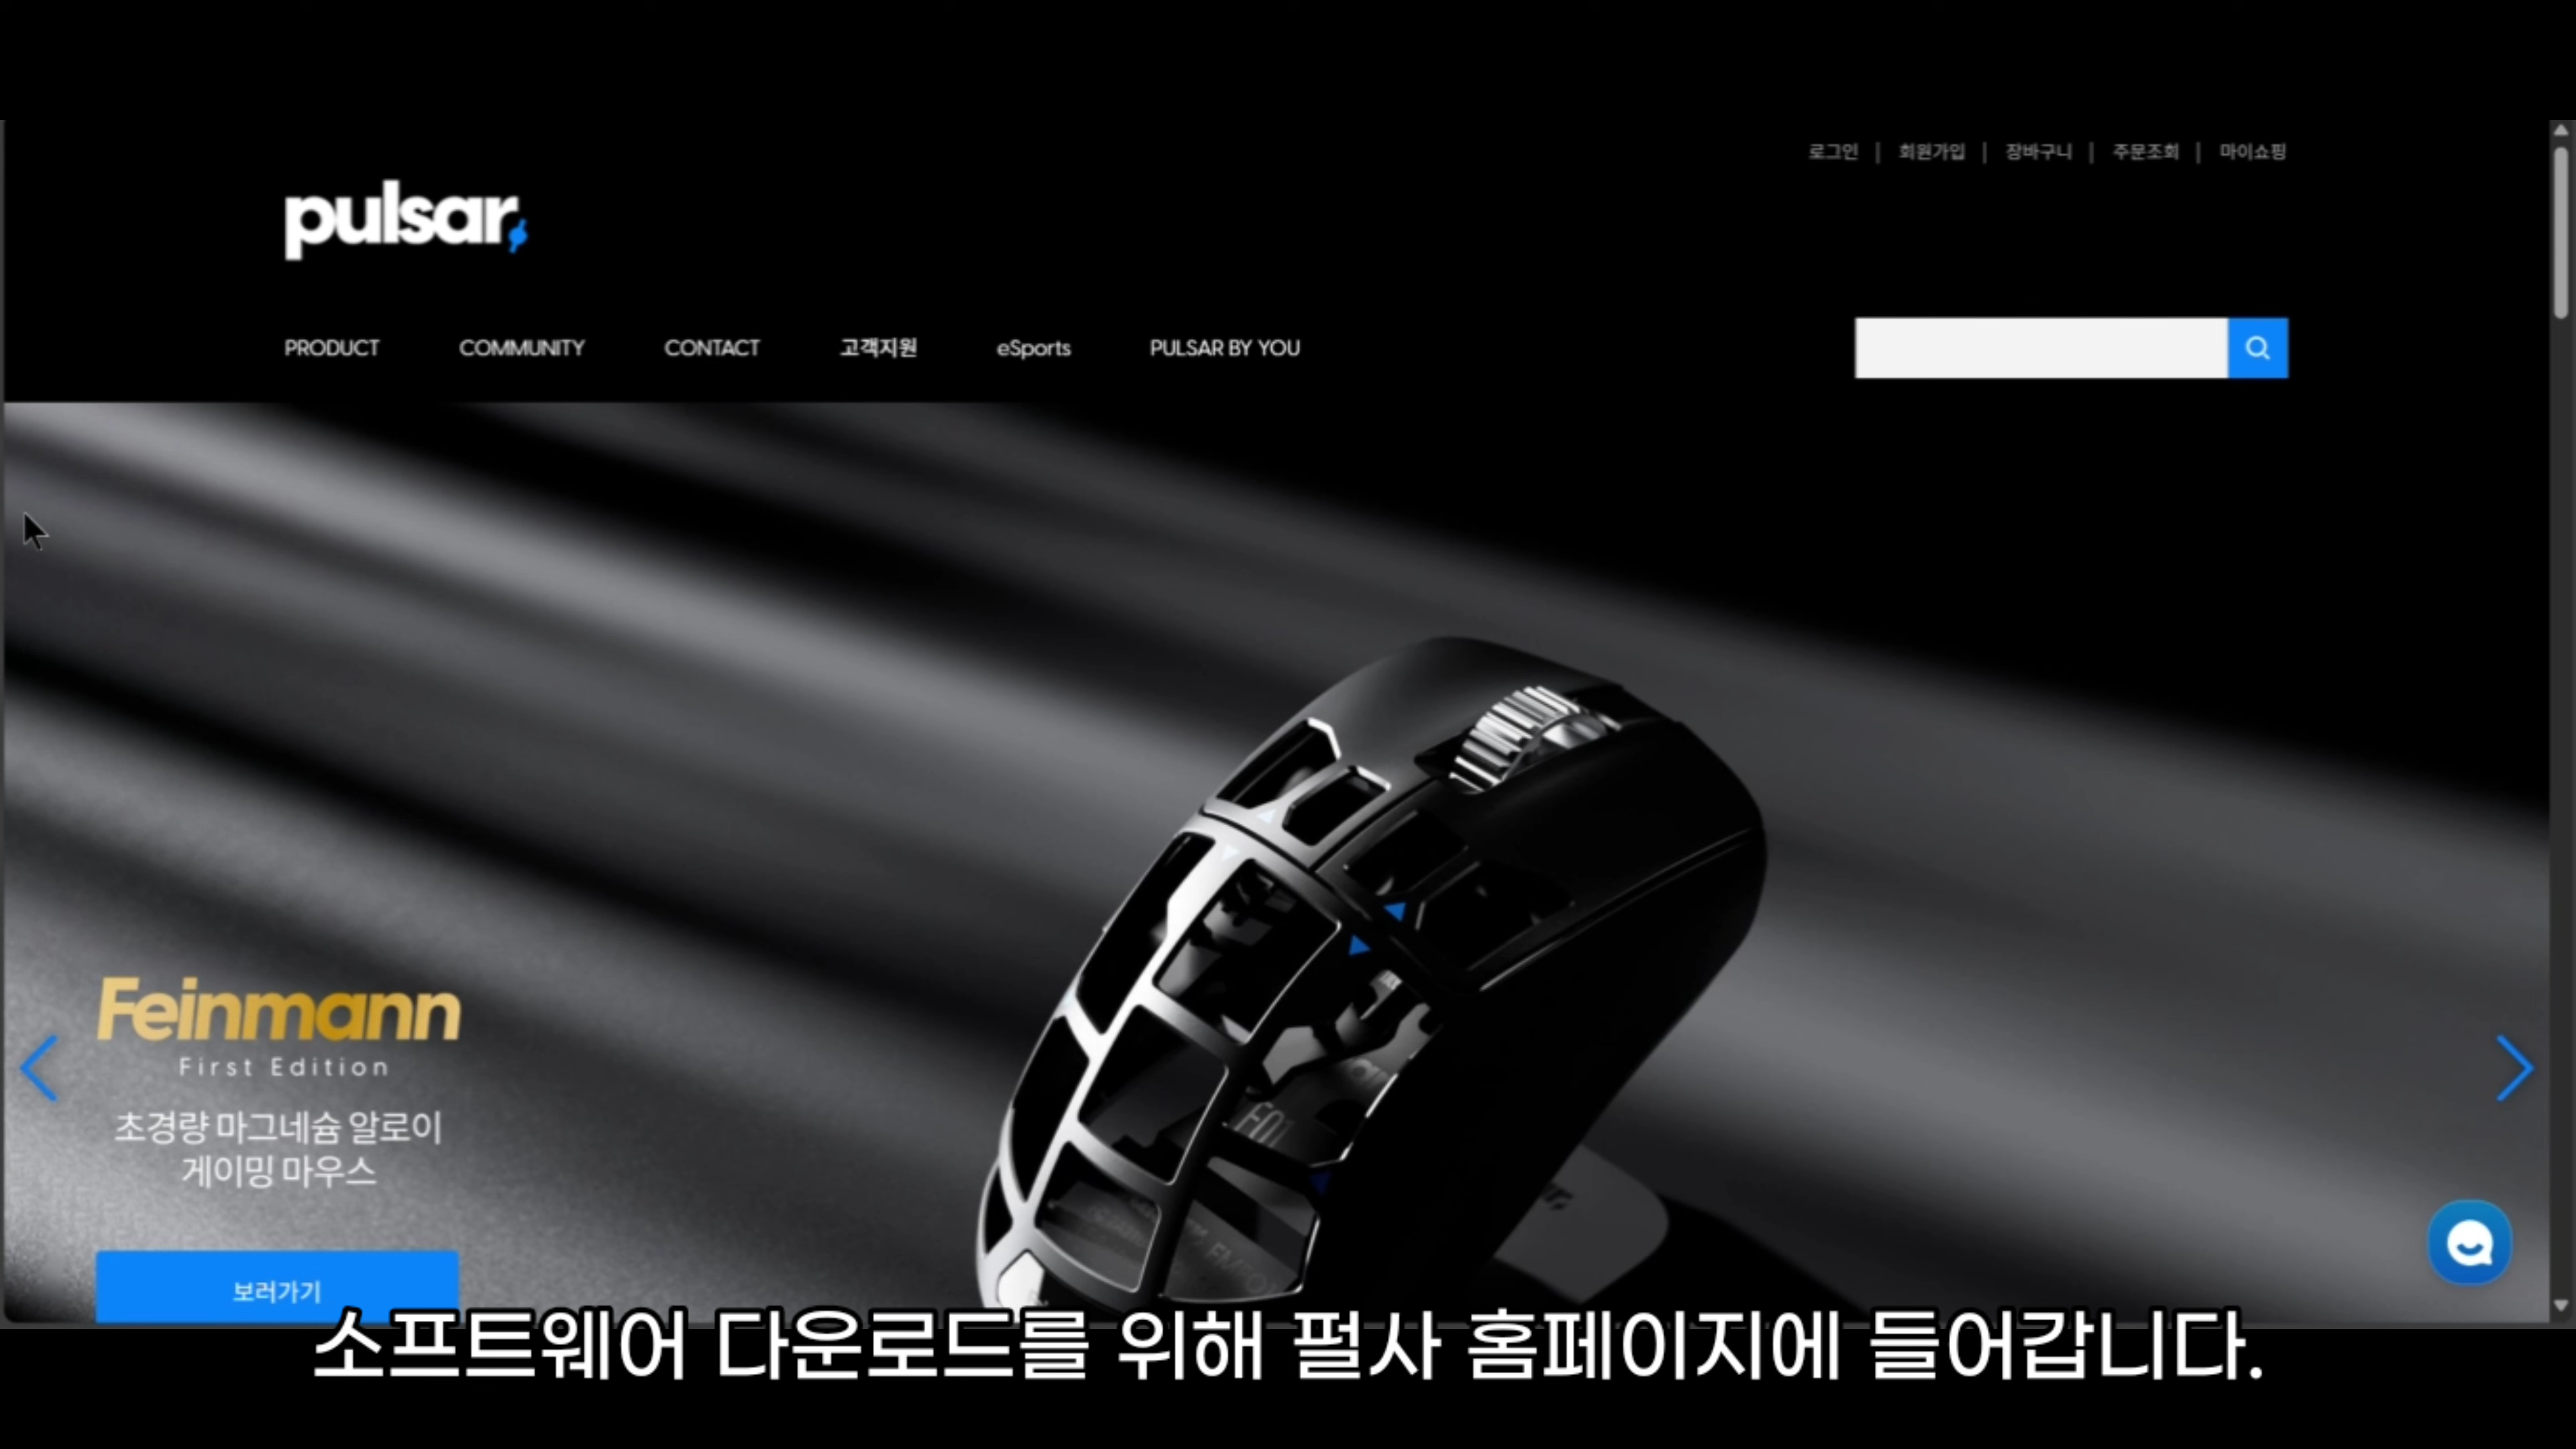 로그인 | 회원가입 | 장바구니 | 주문조회 | 마이쇼핑
pulsar
PRODUCT COMMUNITY CONTACT 고객지원 eSports PULSAR BY YOU
F01
Feinmann
First Edition
초경량 마그네슘 알로이
게이밍 마우스
보러가기
소프트웨어 다운로드를 위해 펄사 홈페이지에 들어갑니다.